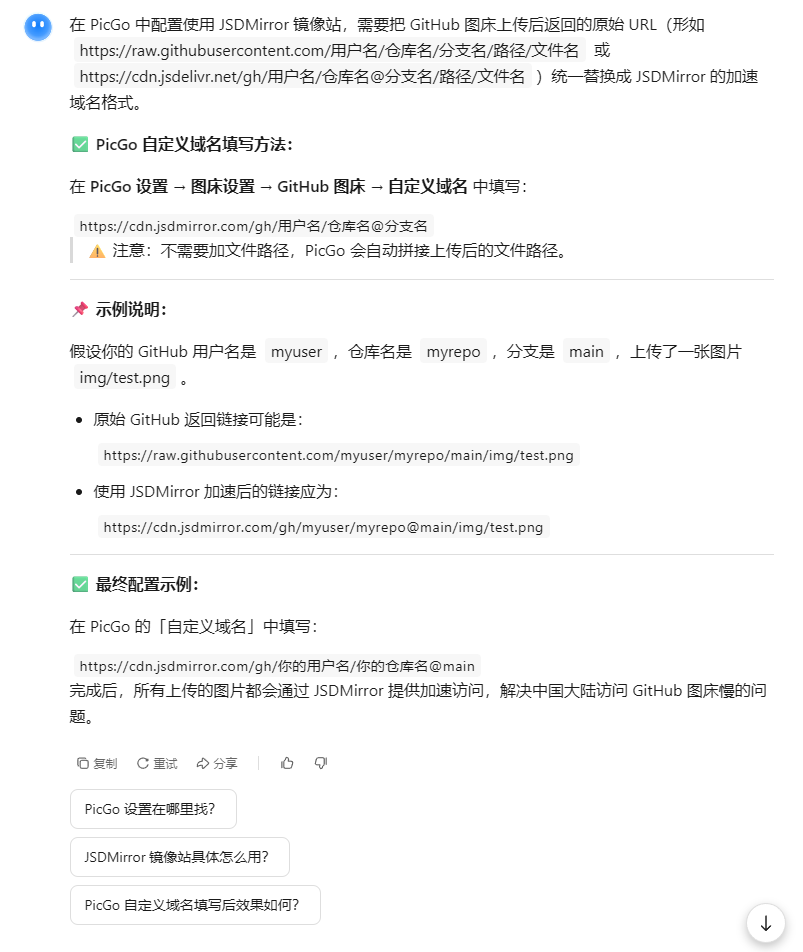 在 PicGo 中配置使用 JSDMirror 镜像站，需要把 GitHub 图床上传后返回的原始 URL（形如
https://raw.githubusercontent.com/用户名/仓库名/分支名/路径/文件名 或
https://cdn.jsdelivr.net/gh/用户名/仓库名@分支名/路径/文件名 ）统一替换成 JSDMirror 的加速
域名格式。
✅ PicGo 自定义域名填写方法：
在 PicGo 设置 → 图床设置 → GitHub 图床 → 自定义域名 中填写：
https://cdn.jsdmirror.com/gh/用户名/仓库名@分支名
⚠️ 注意：不需要加文件路径，PicGo 会自动拼接上传后的文件路径。
📌 示例说明：
假设你的 GitHub 用户名是 myuser ，仓库名是 myrepo ，分支是 main ，上传了一张图片
img/test.png 。
• 原始 GitHub 返回链接可能是：
https://raw.githubusercontent.com/myuser/myrepo/main/img/test.png
• 使用 JSDMirror 加速后的链接应为：
https://cdn.jsdmirror.com/gh/myuser/myrepo@main/img/test.png
✅ 最终配置示例：
在 PicGo 的「自定义域名」中填写：
https://cdn.jsdmirror.com/gh/你的用户名/你的仓库名@main
完成后，所有上传的图片都会通过 JSDMirror 提供加速访问，解决中国大陆访问 GitHub 图床慢的问
题。
复制 重试 分享
PicGo 设置在哪里找？
JSDMirror 镜像站具体怎么用？
PicGo 自定义域名填写后效果如何？